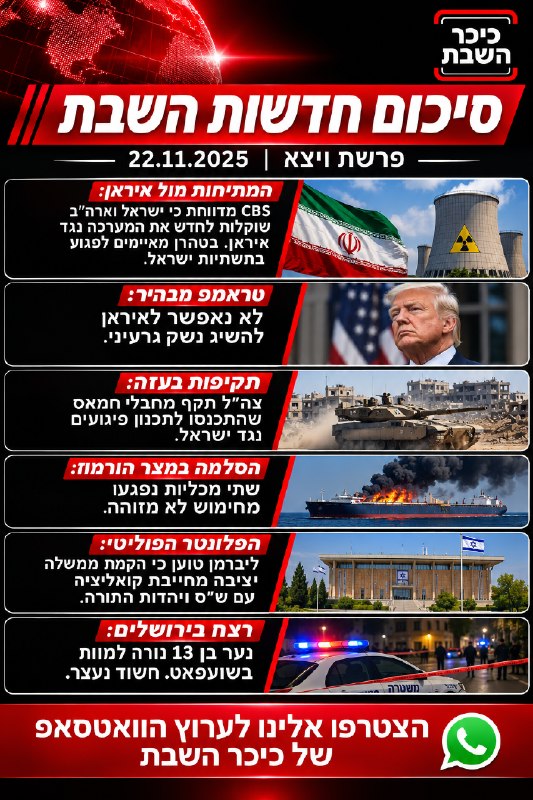 כיכר
השבת
סיכום חדשות השבת
פרשת ויצא | 22.11.2025
המתיחות מול איראן:
CBS מדווחת כי ישראל וארה"ב
שוקלות לחדש את המערכה נגד
איראן. בטהרן מאיימים לפגוע
בתשתיות ישראל.
טראמפ מבהיר:
לא נאפשר לאיראן
להשיג נשק גרעיני.
תקיפות בעזה:
צה"ל תקף מחבלי חמאס
שהתכנסו לתכנון פיגועים
נגד ישראל.
הסלמה במצר הורמוז:
שתי מכליות נפגעו
מחימוש לא מזוהה.
הפלונטר הפוליטי:
ליברמן טוען כי הקמת ממשלה
יציבה מחייבת קואליציה
עם ש"ס ויהדות התורה.
רצח בירושלים:
נער בן 13 נורה למוות
בשועפאט. חשוד נעצר.
משטרה
הצטרפו אלינו לערוץ הוואטסאפ
של כיכר השבת